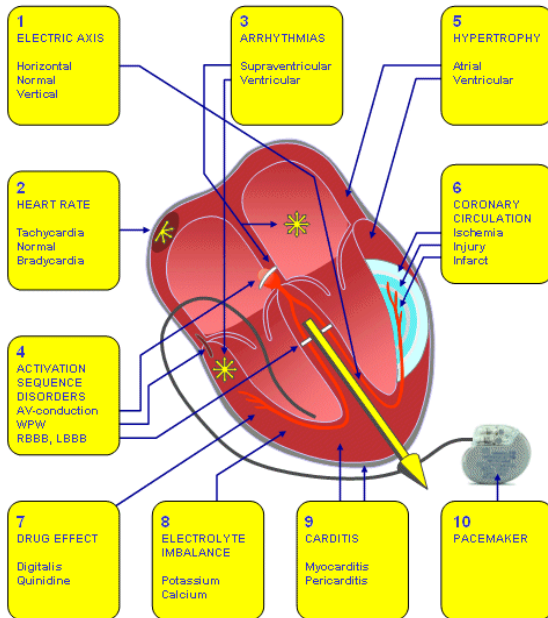 1
ELECTRIC AXIS
Horizontal
Normal
Vertical
3
ARRHYTHMIAS
Supraventricular
Ventricular
5
HYPERTROPHY
Atrial
Ventricular
2
HEART RATE
Tachycardia
Normal
Bradycardia
6
CORONARY
CIRCULATION
Ischemia
Injury
Infarct
4
ACTIVATION
SEQUENCE
DISORDERS
AV-conduction
WPW
RBBB, LBBB
7
DRUG EFFECT
Digitalis
Quinidine
8
ELECTROLYTE
IMBALANCE
Potassium
Calcium
9
CARDITIS
Myocarditis
Pericarditis
10
PACEMAKER